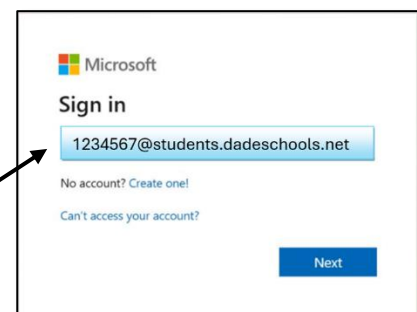 Microsoft
Sign in
1234567@students.dadeschools.net
No account? Create one!
Can't access your account?
Next